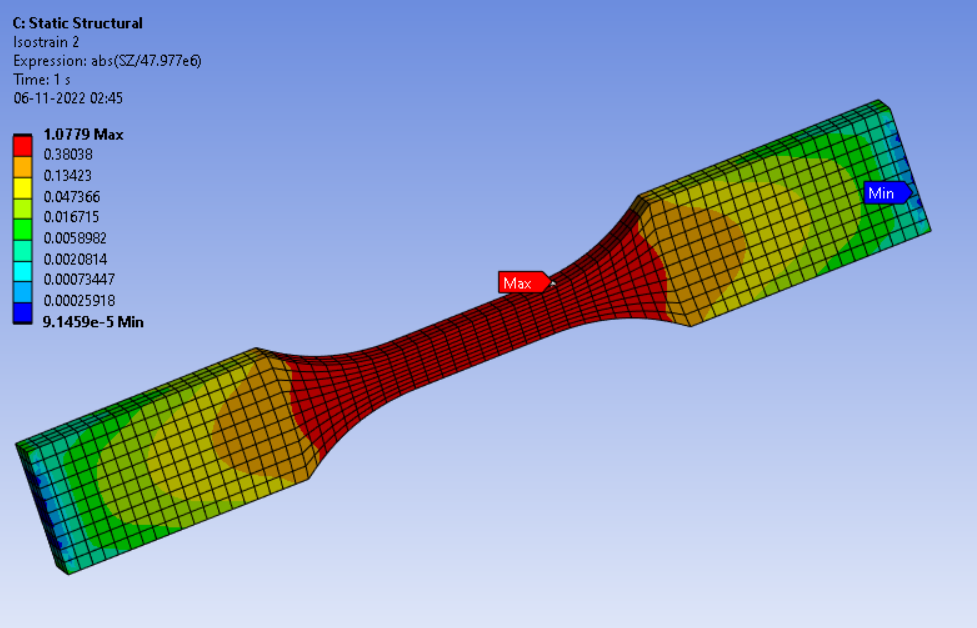 C: Static Structural
Isostrain 2
Expression: abs(SZ/47.977e6)
Time: 1 s
06-11-2022 02:45
1.0779 Max
0.38038
0.13423
0.047366
0.016715
0.0058982
0.0020814
0.00073447
0.00025918
9.1459e-5 Min
Min
Max